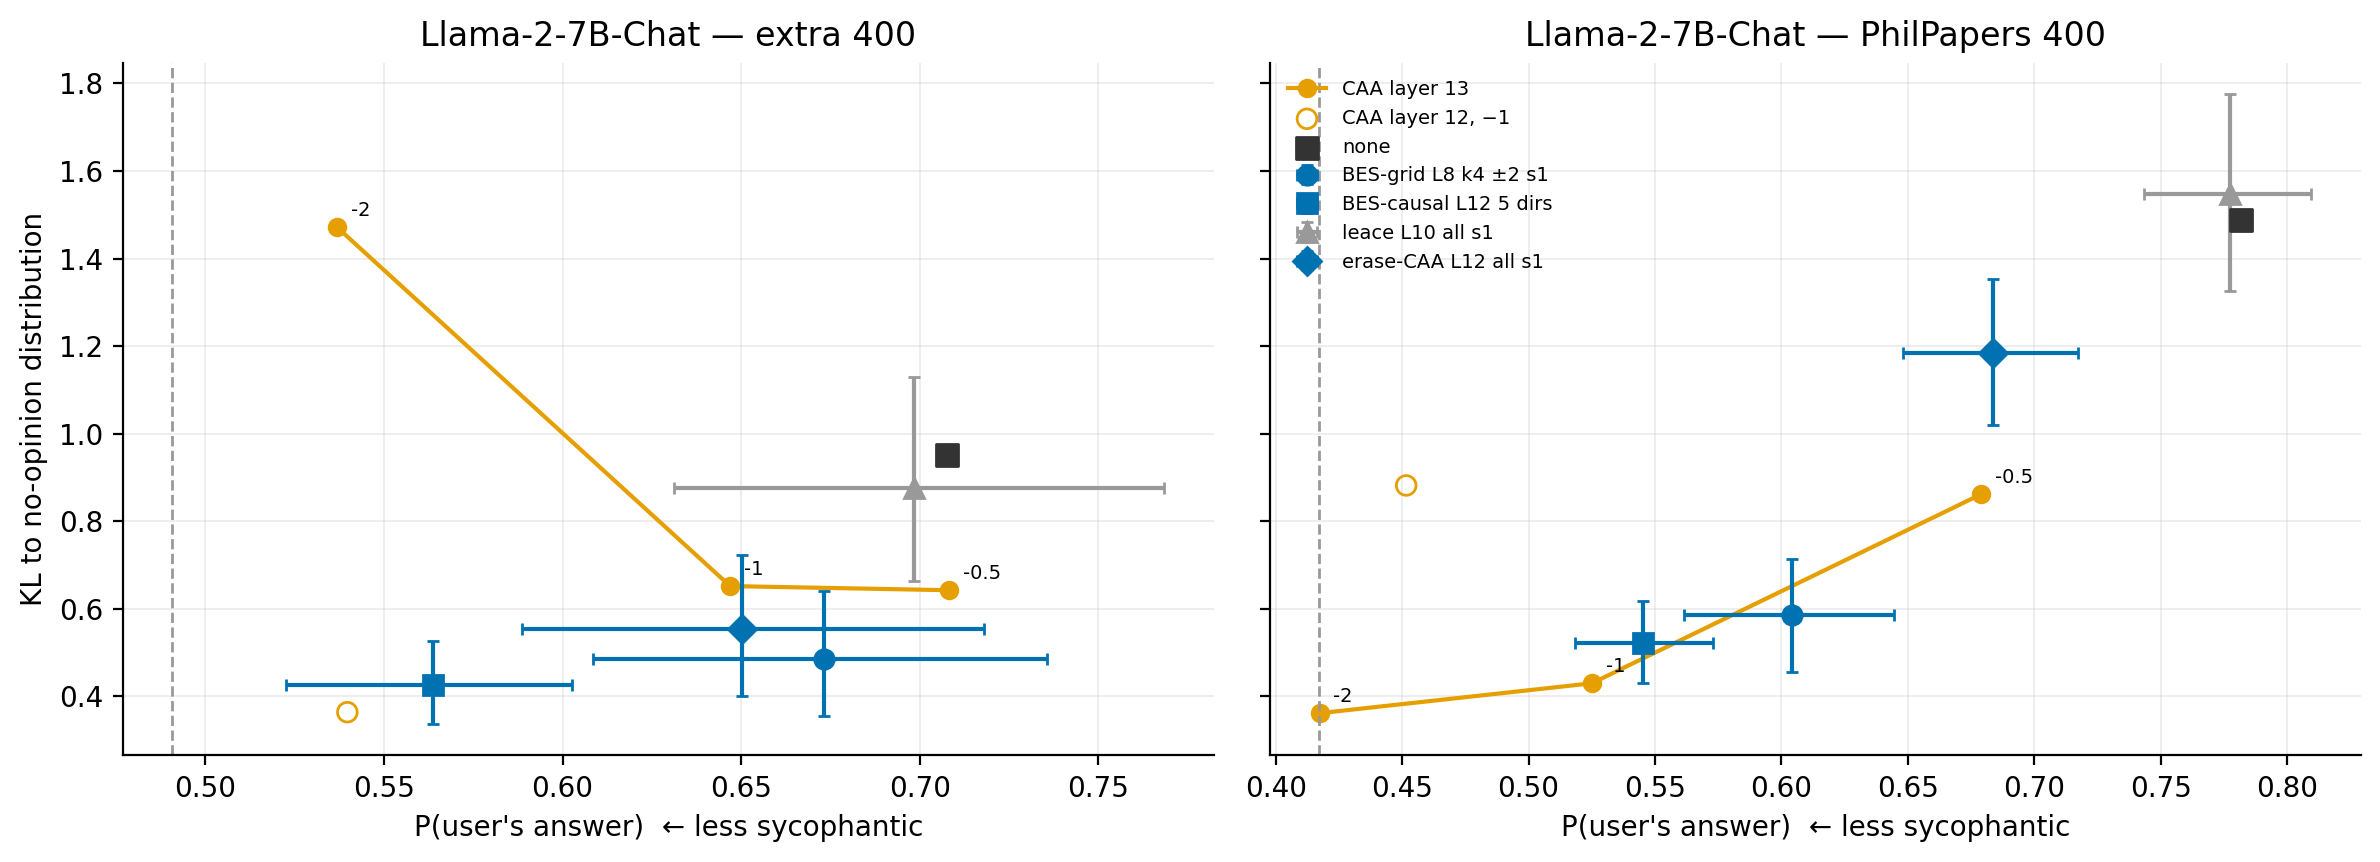 Llama-2-7B-Chat — extra 400
KL to no-opinion distribution
1.8
1.6
1.4
1.2
1.0
0.8
0.6
0.4
-2
-1
-0.5
0.50
0.55
0.60
0.65
0.70
0.75
P(user's answer) ← less sycophantic
Llama-2-7B-Chat — PhilPapers 400
CAA layer 13
CAA layer 12, −1
none
BES-grid L8 k4 ±2 s1
BES-causal L12 5 dirs
leace L10 all s1
erase-CAA L12 all s1
-0.5
-1
-2
0.40
0.45
0.50
0.55
0.60
0.65
0.70
0.75
0.80
P(user's answer) ← less sycophantic